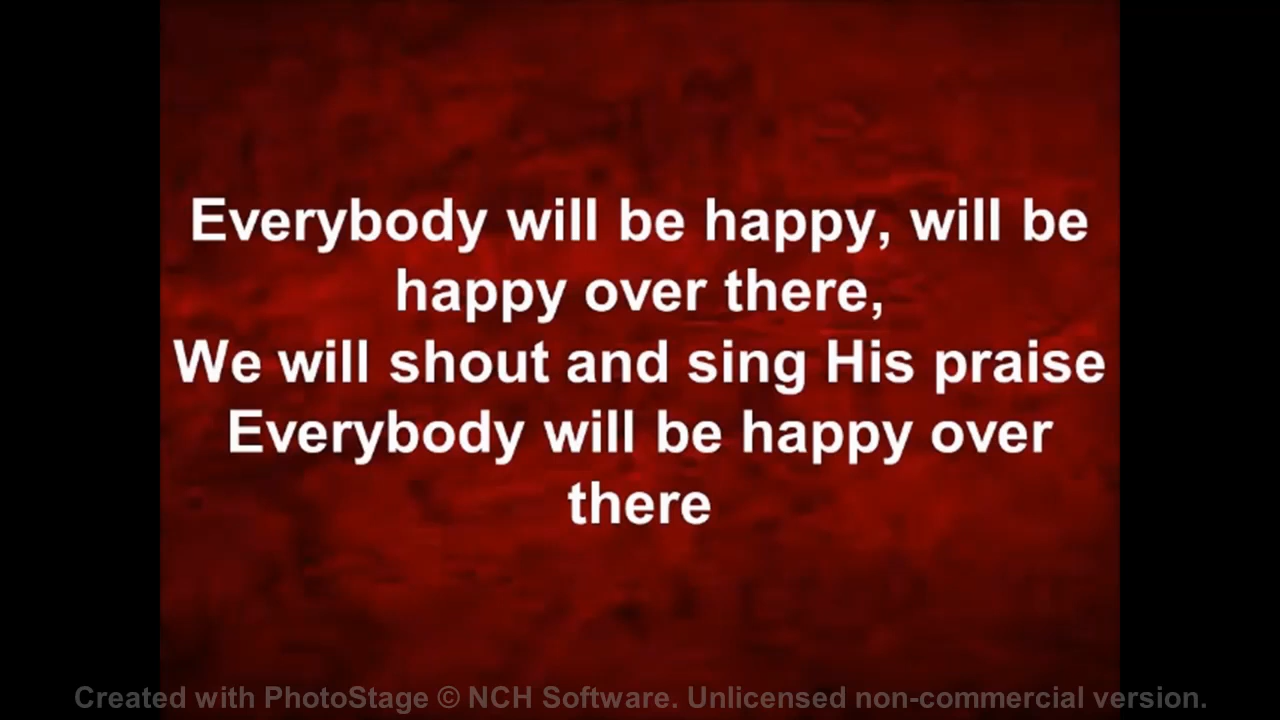 Everybody will be happy, will be
happy over there,
We will shout and sing His praise
Everybody will be happy over
there
Created with PhotoStage © NCH Software. Unlicensed non-commercial version.